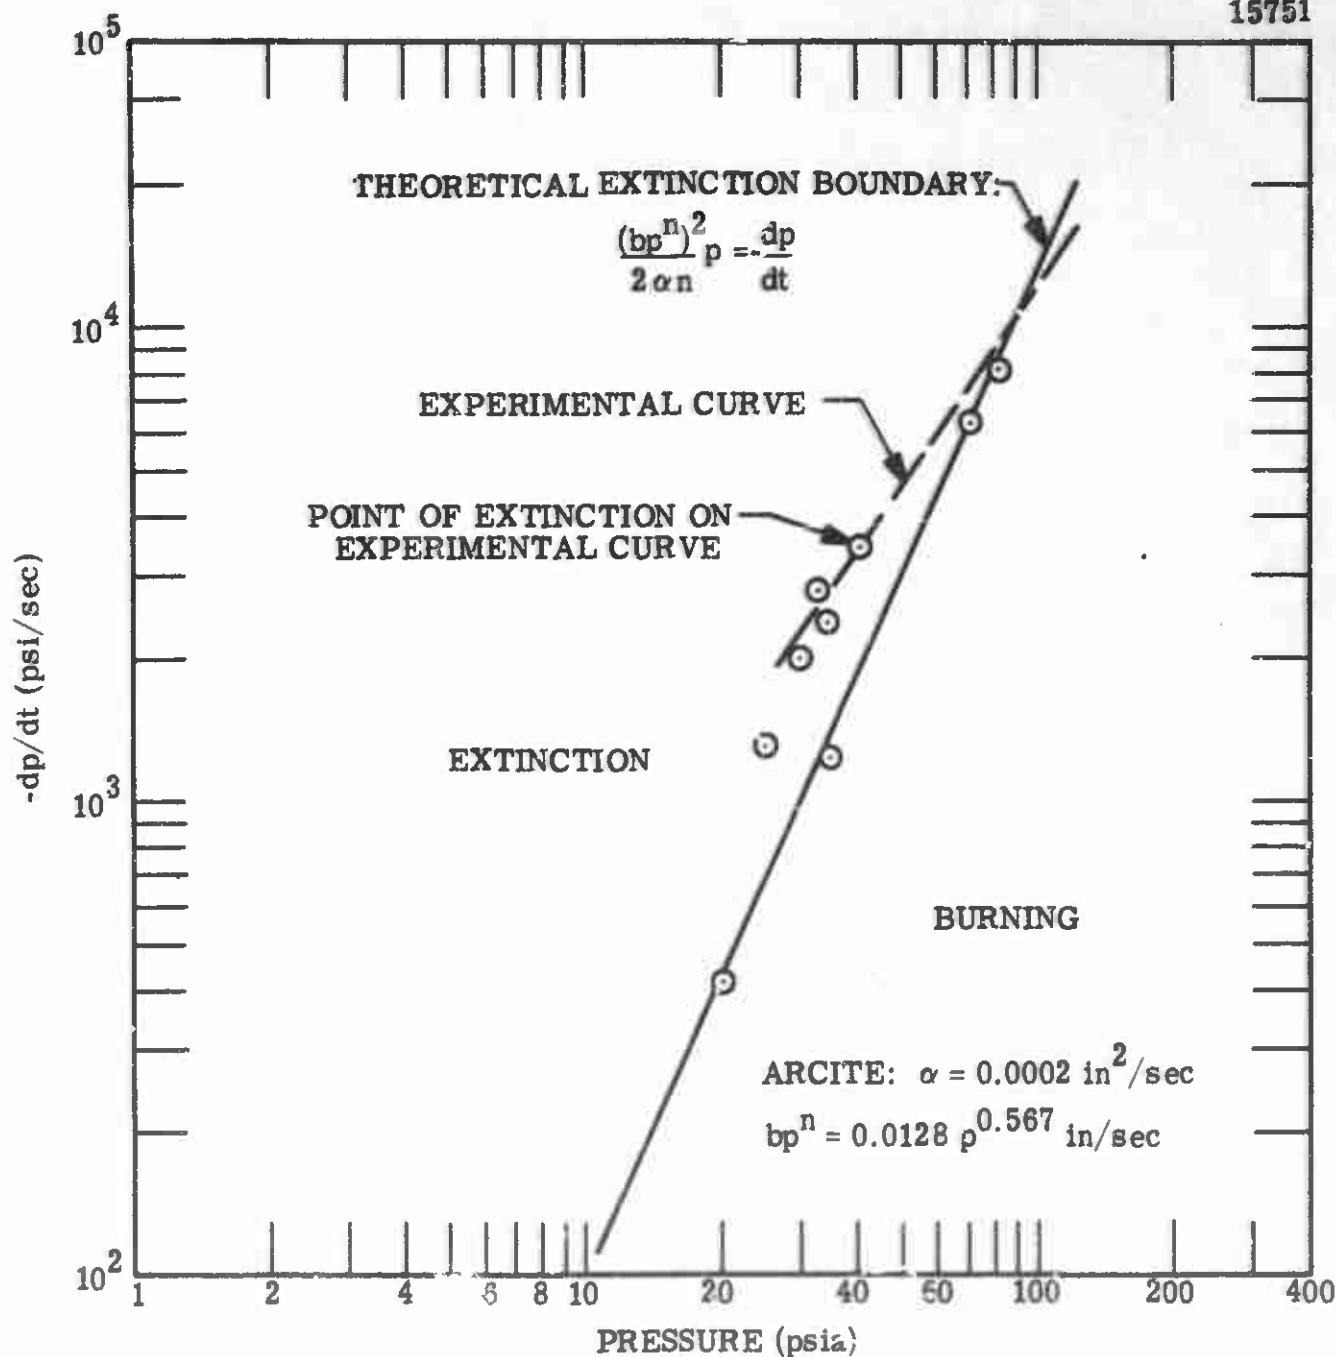 15751
10^5
THEORETICAL EXTINCTION BOUNDARY:
(bp^n)^2 / 2αn p = -dp/dt
10^4
EXPERIMENTAL CURVE
POINT OF EXTINCTION ON
EXPERIMENTAL CURVE
-dp/dt (psi/sec)
EXTINCTION
10^3
BURNING
ARCITE: α = 0.0002 in^2/sec
bp^n = 0.0128 p^0.567 in/sec
10^2
1 2 4 6 8 10 20 40 60 100 200 400
PRESSURE (psia)